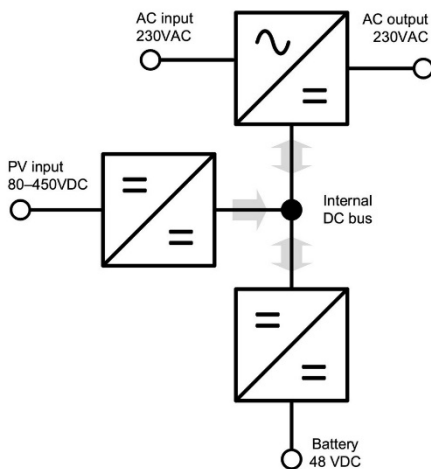 AC input
230VAC
AC output
230VAC
PV input
80–450VDC
Internal
DC bus
Battery
48 VDC